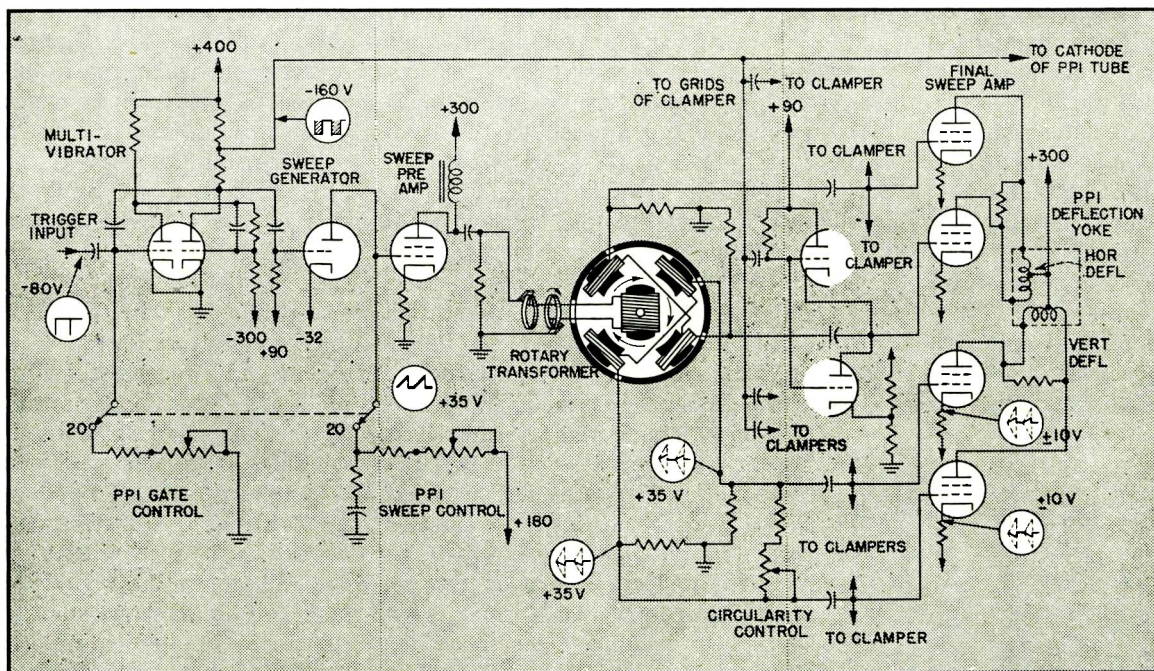 +400
-160 V
MULTI-
VIBRATOR
SWEEP
GENERATOR
TRIGGER
INPUT
-80V
-300
+90
-32
+300
SWEEP
PRE
AMP
ROTARY
TRANSFORMER
+35 V
20
20
PPI GATE
CONTROL
PPI
SWEEP CONTROL
+180
TO GRIDS
OF CLAMPER
TO CLAMPER
+90
TO CLAMPER
TO
CLAMPER
TO CATHODE
OF PPI TUBE
FINAL
SWEEP AMP
+300
PPI
DEFLECTION
YOKE
HOR
DEFL
VERT
DEFL
TO
CLAMPERS
+35 V
+35V
±10V
±10 V
TO CLAMPERS
CIRCULARITY
CONTROL
TO CLAMPER